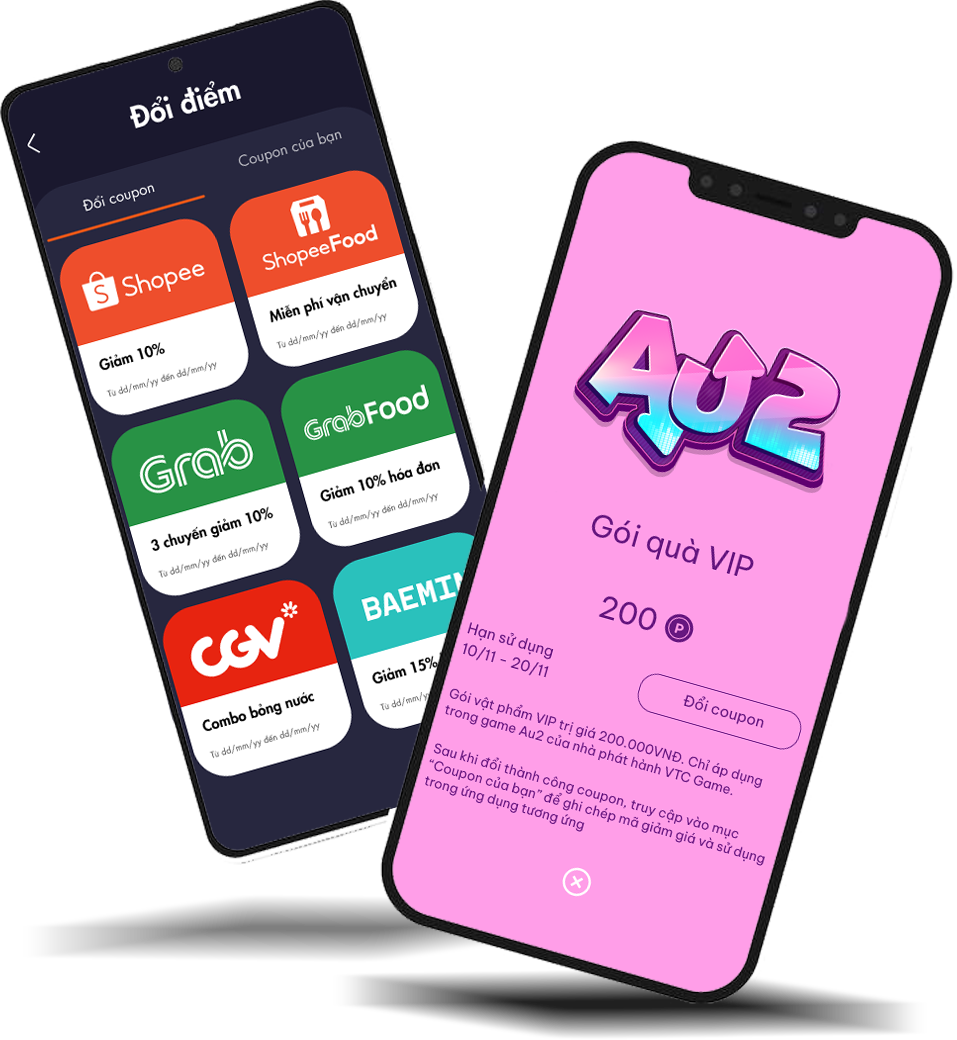 Đổi điểm
Đổi coupon
Coupon của bạn
Shopee
Giảm 10%
Từ dd/mm/yy đến dd/mm/yy
ShopeeFood
Miễn phí vận chuyển
Từ dd/mm/yy đến dd/mm/yy
Grab
3 chuyến giảm 10%
Từ dd/mm/yy đến dd/mm/yy
GrabFood
Giảm 10% hóa đơn
Từ dd/mm/yy đến dd/mm/yy
CGV*
Combo bỏng nước
Từ dd/mm/yy đến dd/mm/yy
BAEMIN
Giảm 15%
Từ dd/mm
AU2
Gói quà VIP
200 P
Hạn sử dụng
10/11 - 20/11
Đổi coupon
Gói vật phẩm VIP trị giá 200.000VNĐ. Chỉ áp dụng
trong game Au2 của nhà phát hành VTC Game.
Sau khi đổi thành công coupon, truy cập vào mục
“Coupon của bạn” để ghi chép mã giảm giá và sử dụng
trong ứng dụng tương ứng